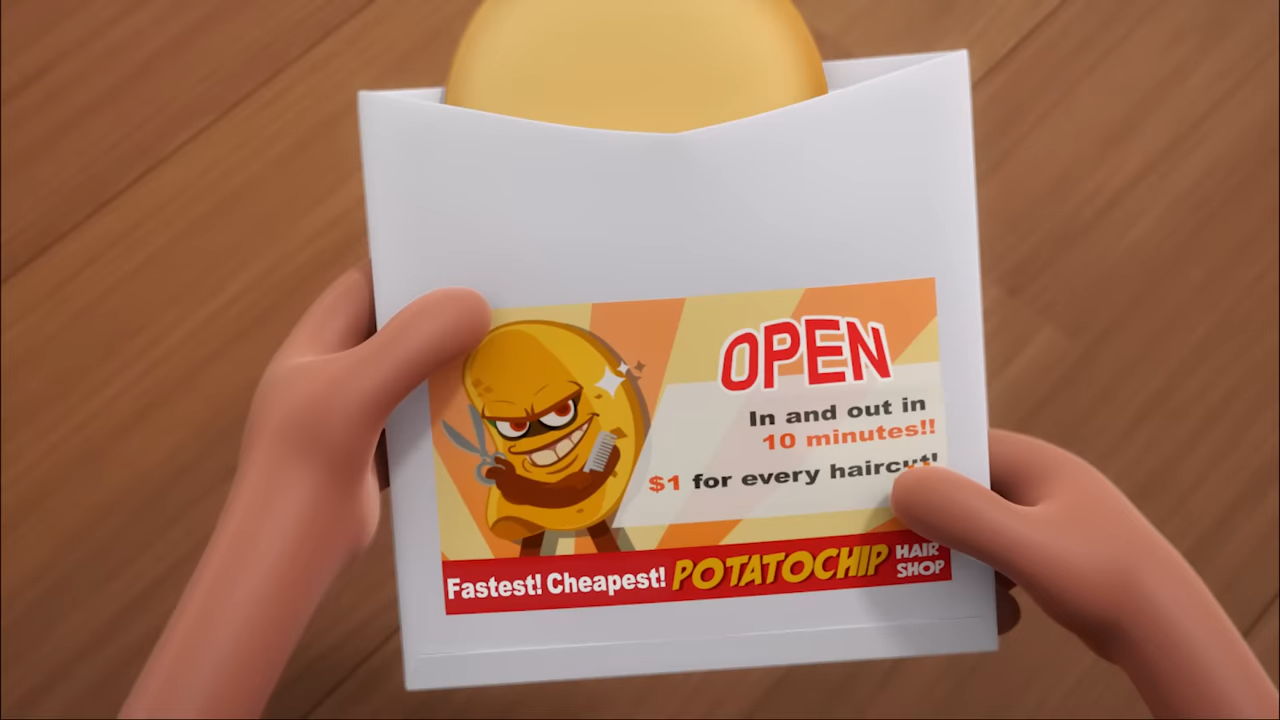 OPEN
In and out in
10 minutes!!
$1 for every haircut!
Fastest! Cheapest! POTATOCHIP HAIR
SHOP